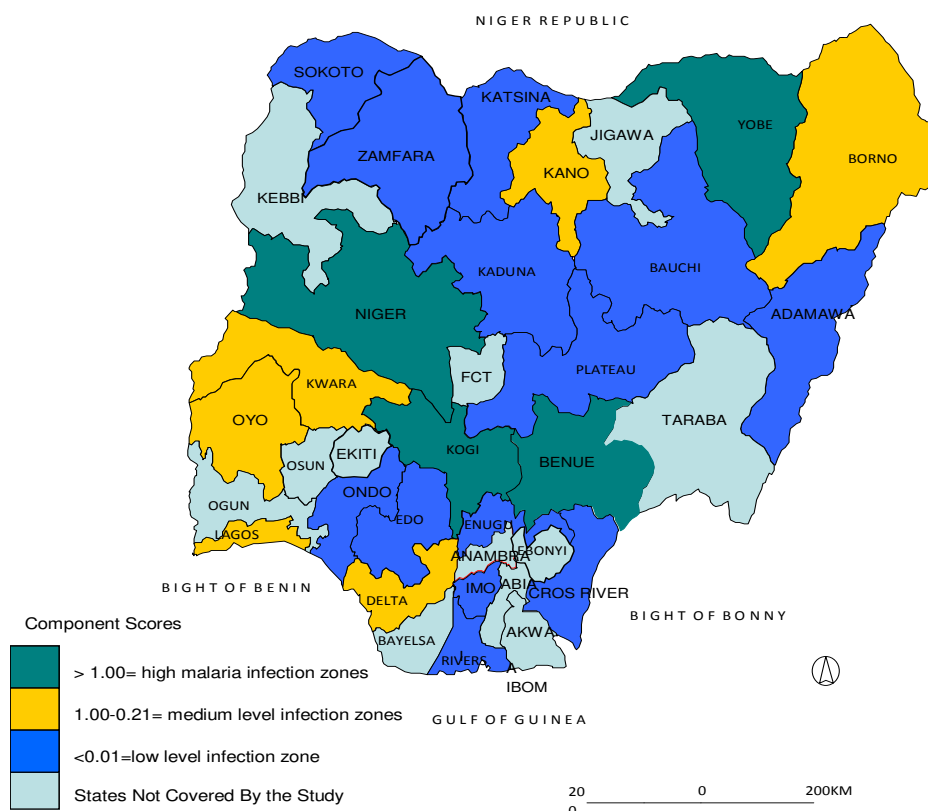 NIGER REPUBLIC
SOKOTO
KATSINA
JIGAWA
YOBE
ZAMFARA
KANO
BORNO
KEBBI
KADUNA
BAUCHI
NIGER
ADAMAWA
FCT
PLATEAU
KWARA
OYO
TARABA
OSUN
EKITI
KOGI
BENUE
OGUN
ONDO
EDO
ENUGU
LAGOS
ANAMBRA
EBONYI
BIGHT OF BENIN
IMO
ABIA
CROS RIVER
DELTA
BIGHT OF BONNY
BAYELSA
AKWA
RIVERS
A
IBOM
GULF OF GUINEA
Component Scores
> 1.00= high malaria infection zones
1.00-0.21= medium level infection zones
<0.01=low level infection zone
States Not Covered By the Study
20 0 200KM
0